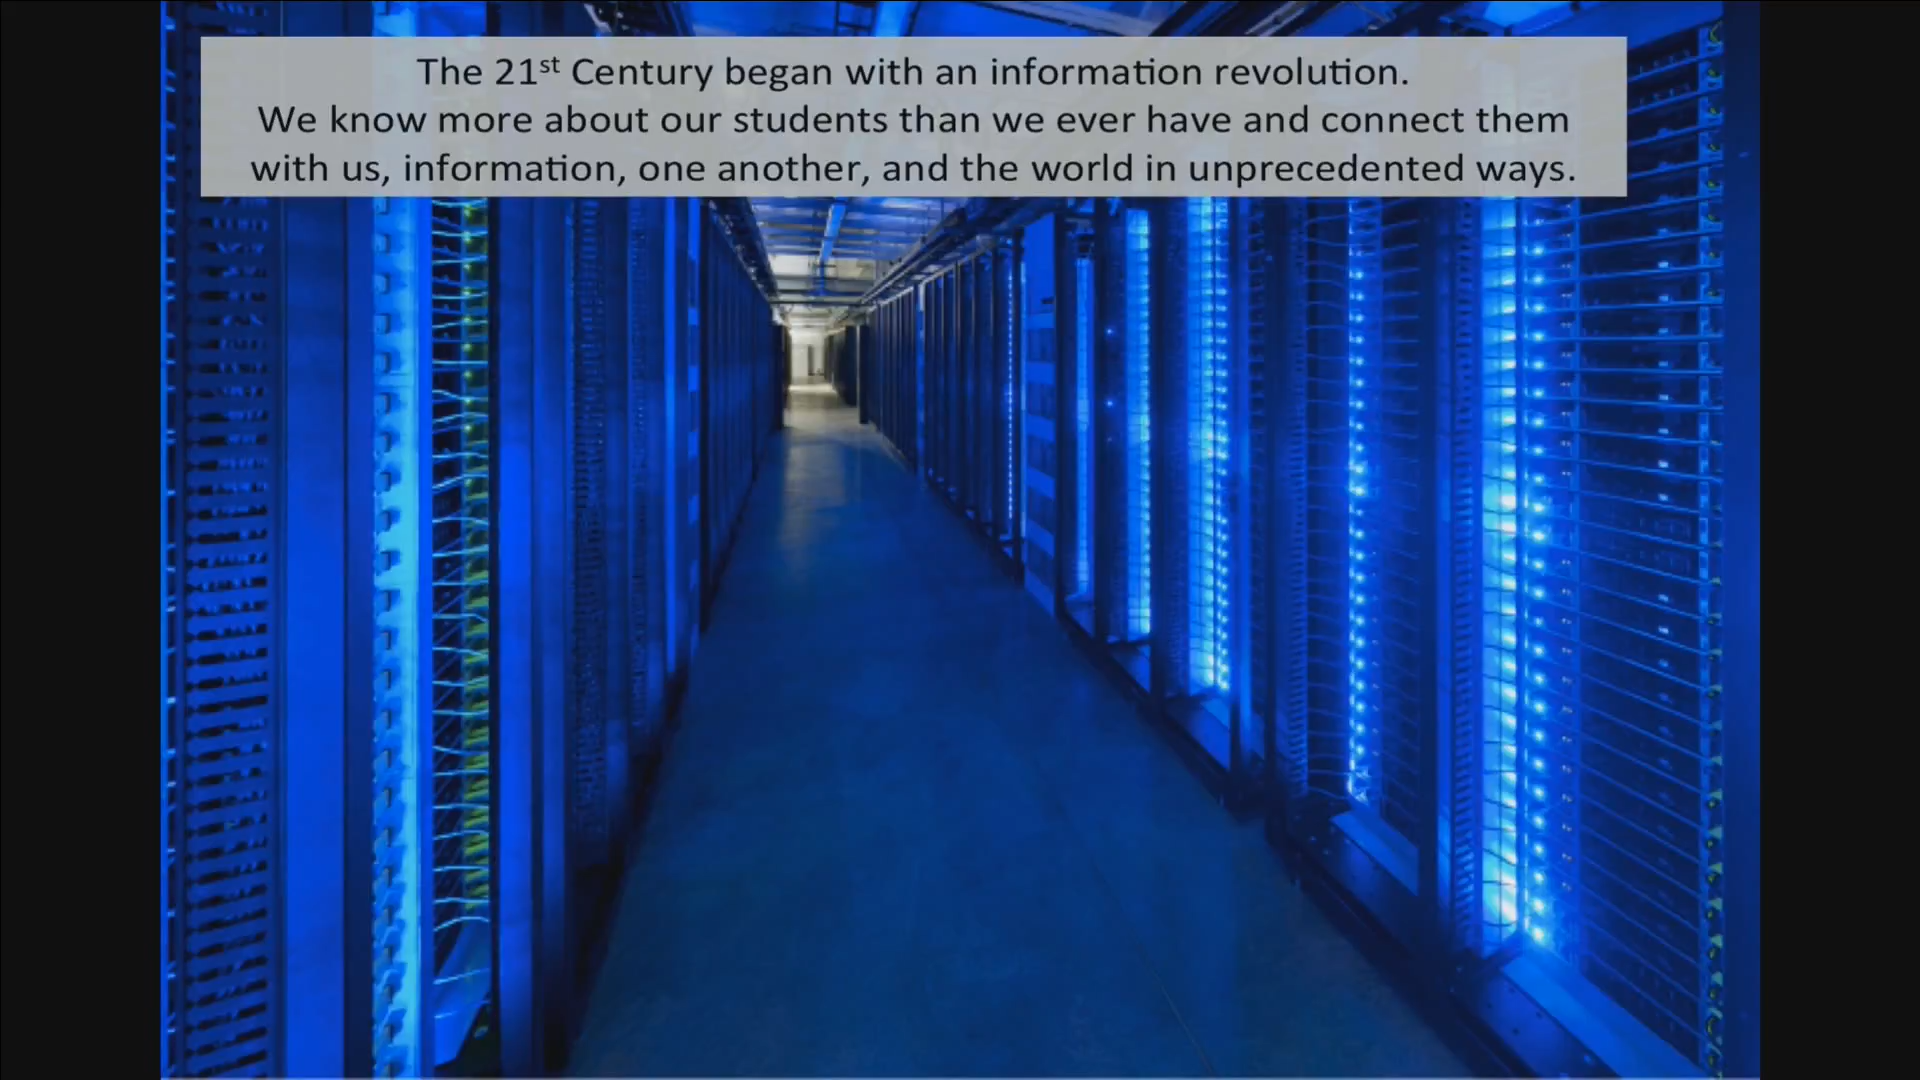 The 21st Century began with an information revolution.
We know more about our students than we ever have and connect them
with us, information, one another, and the world in unprecedented ways.